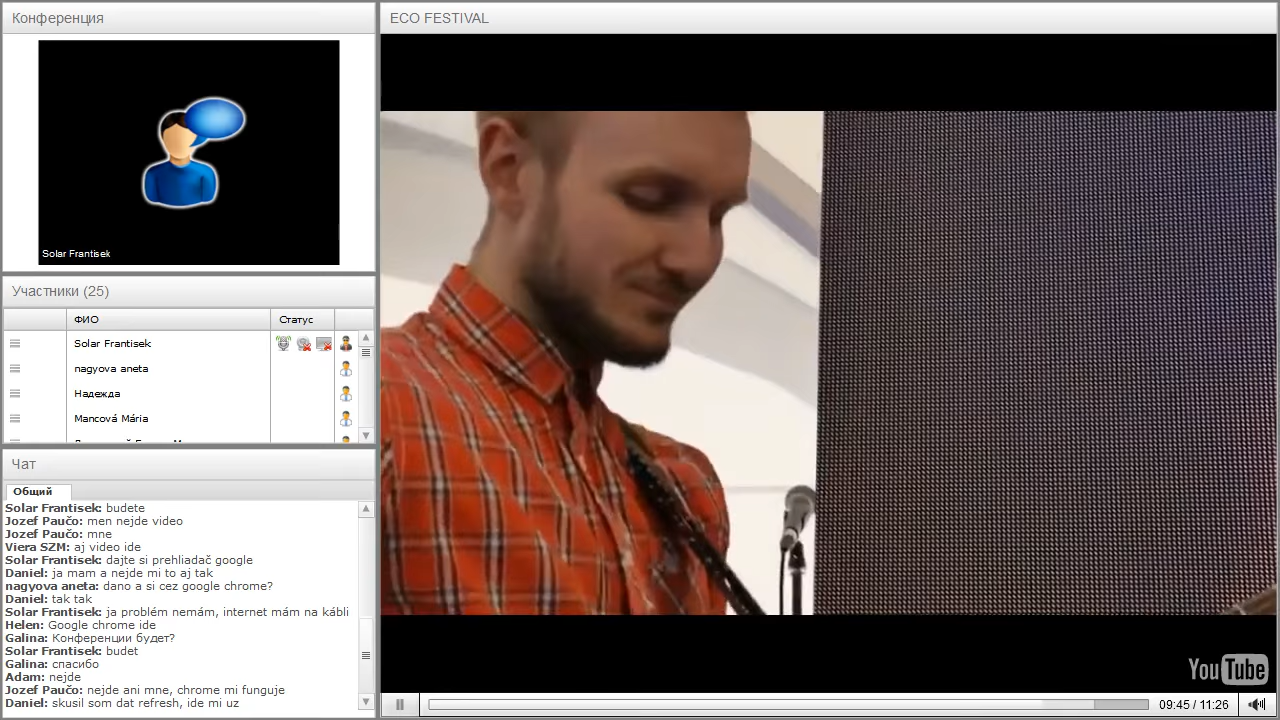 Конференция
Solar Frantisek
Участники (25)
ФИО
Статус
Solar Frantisek
nagyova aneta
Надежда
Mancová Mária
Чат
Общий
Solar Frantisek: budete
Jozef Paučo: men nejde video
Jozef Paučo: mne
Viera SZM: aj video ide
Solar Frantisek: dajte si prehliadač google
Daniel: ja mam a nejde mi to aj tak
nagyova aneta: dano a si cez google chrome?
Daniel: tak tak
Solar Frantisek: ja problém nemám, internet mám na kábli
Helen: Google chrome ide
Galina: Конференции будет?
Solar Frantisek: budet
Galina: спасибо
Adam: nejde
Jozef Paučo: nejde ani mne, chrome mi funguje
Daniel: skusil som dat refresh, ide mi uz
ECO FESTIVAL
YouTube
09:45 / 11:26